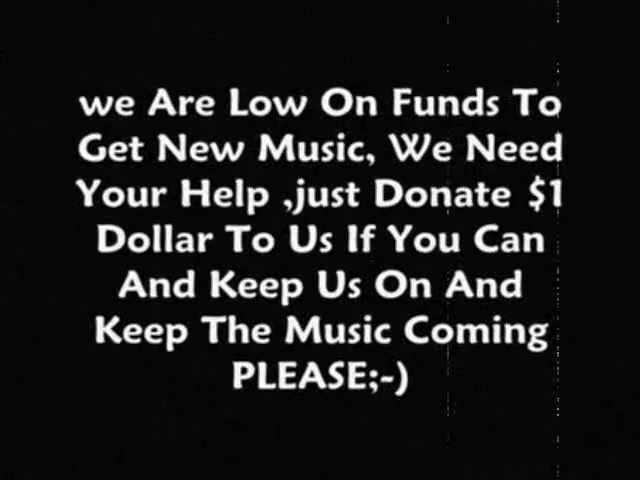 we Are Low On Funds To
Get New Music, We Need
Your Help ,just Donate $1
Dollar To Us If You Can
And Keep Us On And
Keep The Music Coming
PLEASE;-)